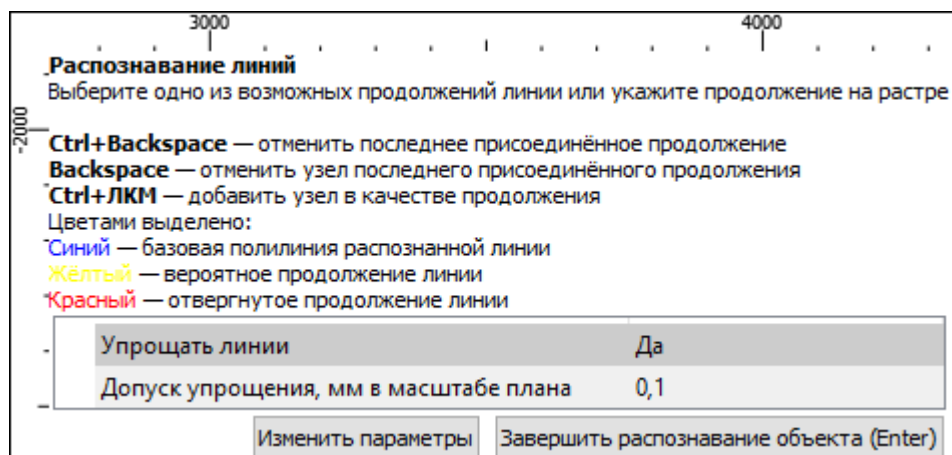 3000 4000
Распознавание линий
Выберите одно из возможных продолжений линии или укажите продолжение на растре
-2000
Ctrl+Backspace — отменить последнее присоединённое продолжение
Backspace — отменить узел последнего присоединённого продолжения
Ctrl+ЛКМ — добавить узел в качестве продолжения
Цветами выделено:
Синий — базовая полилиния распознанной линии
Жёлтый — вероятное продолжение линии
Красный — отвергнутое продолжение линии
Упрощать линии Да
Допуск упрощения, мм в масштабе плана 0,1
Изменить параметры Завершить распознавание объекта (Enter)